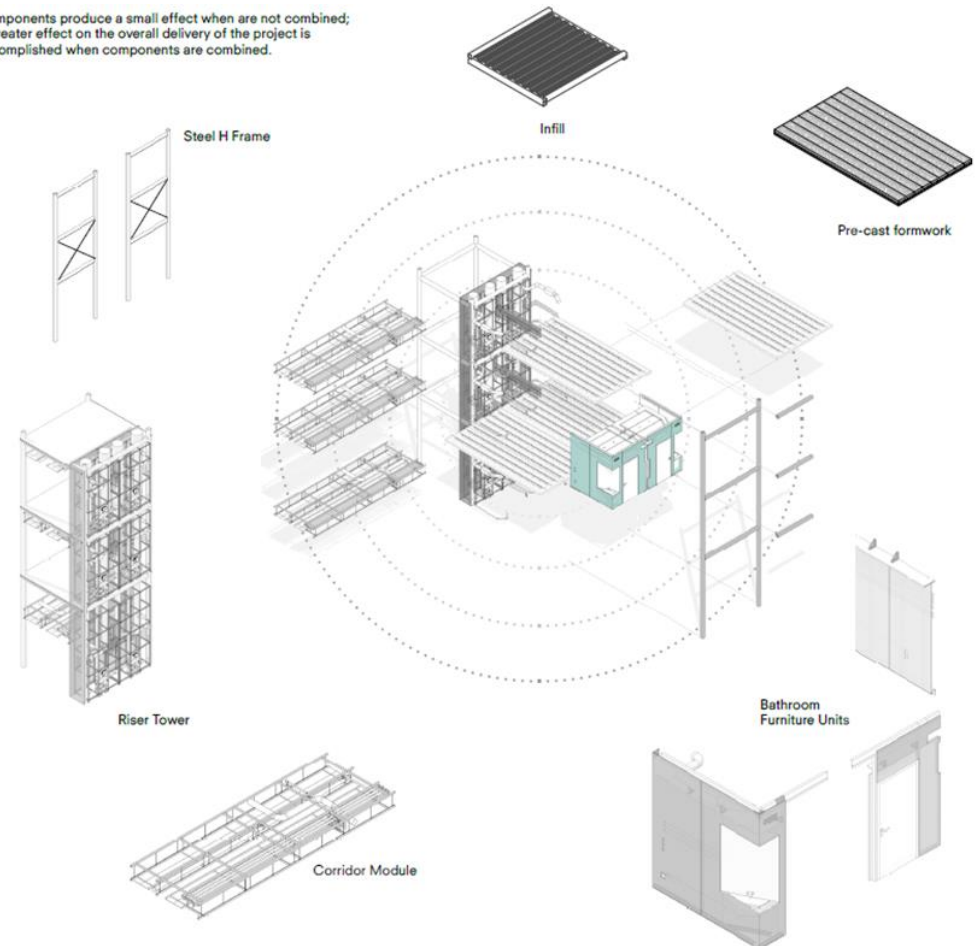 mponents produce a small effect when are not combined;
eater effect on the overall delivery of the project is
omplished when components are combined.
Infill
Steel H Frame
Pre-cast formwork
Riser Tower
Bathroom
Furniture Units
Corridor Module